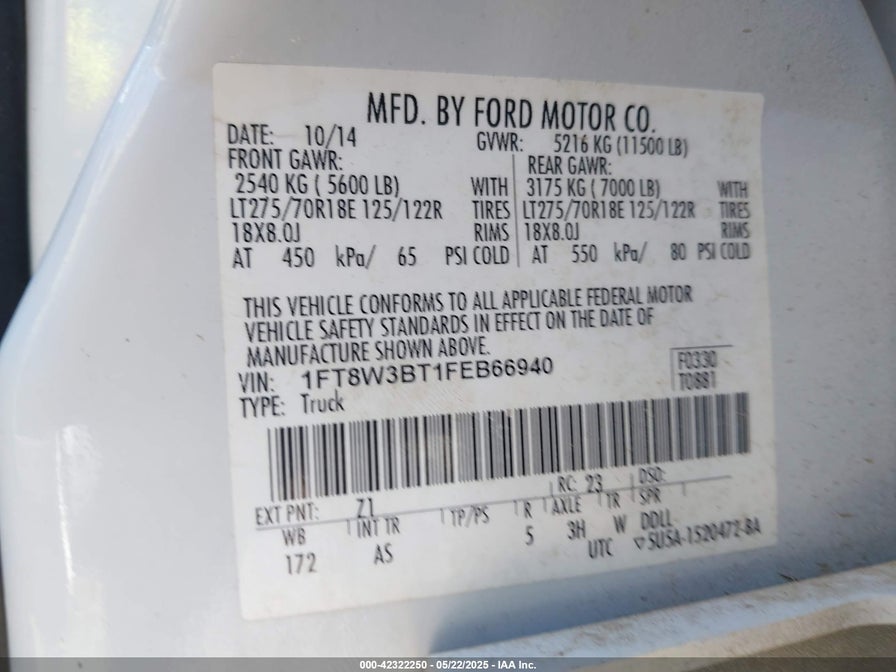 MFD. BY FORD MOTOR CO.
DATE: 10/14 GVWR: 5216 KG (11500 LB)
FRONT GAWR: REAR GAWR:
2540 KG ( 5600 LB) WITH 3175 KG ( 7000 LB) WITH
LT275/70R18E 125/122R TIRES LT275/70R18E 125/122R TIRES
18X8.0J RIMS 18X8.0J RIMS
AT 450 kPa/ 65 PSI COLD AT 550 kPa/ 80 PSI COLD
THIS VEHICLE CONFORMS TO ALL APPLICABLE FEDERAL MOTOR
VEHICLE SAFETY STANDARDS IN EFFECT ON THE DATE OF
MANUFACTURE SHOWN ABOVE.
VIN: 1FT8W3BT1FEB66940 F0330
TYPE: Truck T0881
EXT PNT: Z1 RC: 23 DSO:
WB INT TR TP/PS R AXLE TR SPR
172 AS 5 3H W DDLL
UTC ▽5U5A-1520472-BA
000-42322250 - 05/22/2025 - IAA Inc.